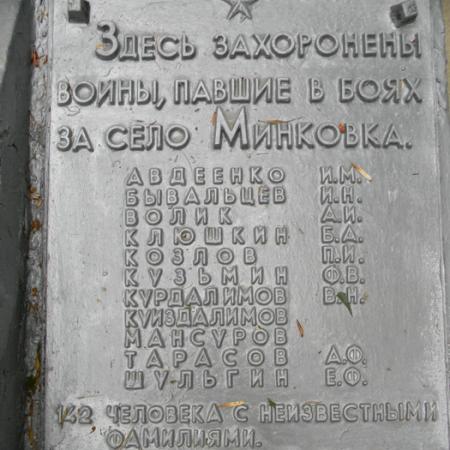 Здесь захоронены
воины, павшие в боях
за село Минковка.
АВДЕЕНКО И.М.
БЫВАЛЬЦЕВ И.Н.
ВОЛИК А.И.
КЛЮШКИН Б.А.
КОЗЛОВ П.И.
КУЗЬМИН Ф.В.
КУРДАЛИМОВ В.Н.
КУИЗДАЛИМОВ
МАНСУРОВ
ТАРАСОВ А.Ф.
ШУЛЬГИН Е.Ф.
142 ЧЕЛОВЕКА С НЕИЗВЕСТНЫМИ
ФАМИЛИЯМИ.